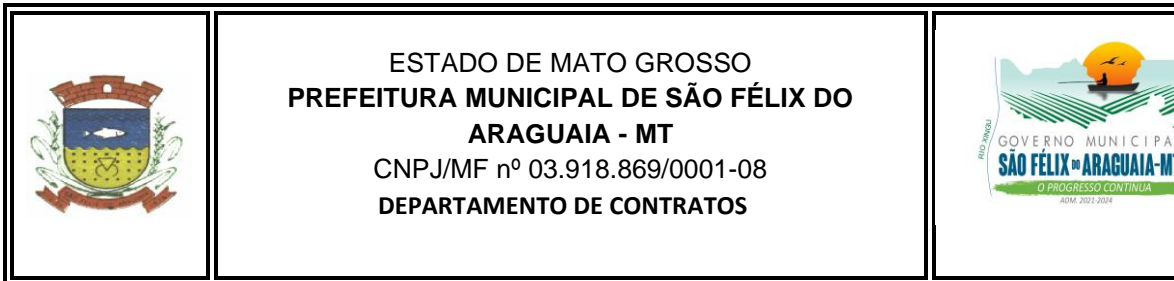 ESTADO DE MATO GROSSO
PREFEITURA MUNICIPAL DE SÃO FÉLIX DO
ARAGUAIA - MT
CNPJ/MF nº 03.918.869/0001-08
DEPARTAMENTO DE CONTRATOS
RIO XINGU
GOVERNO MUNICIPA
SÃO FÉLIX DO ARAGUAIA-MT
O PROGRESSO CONTINUA
ADM. 2021-2024